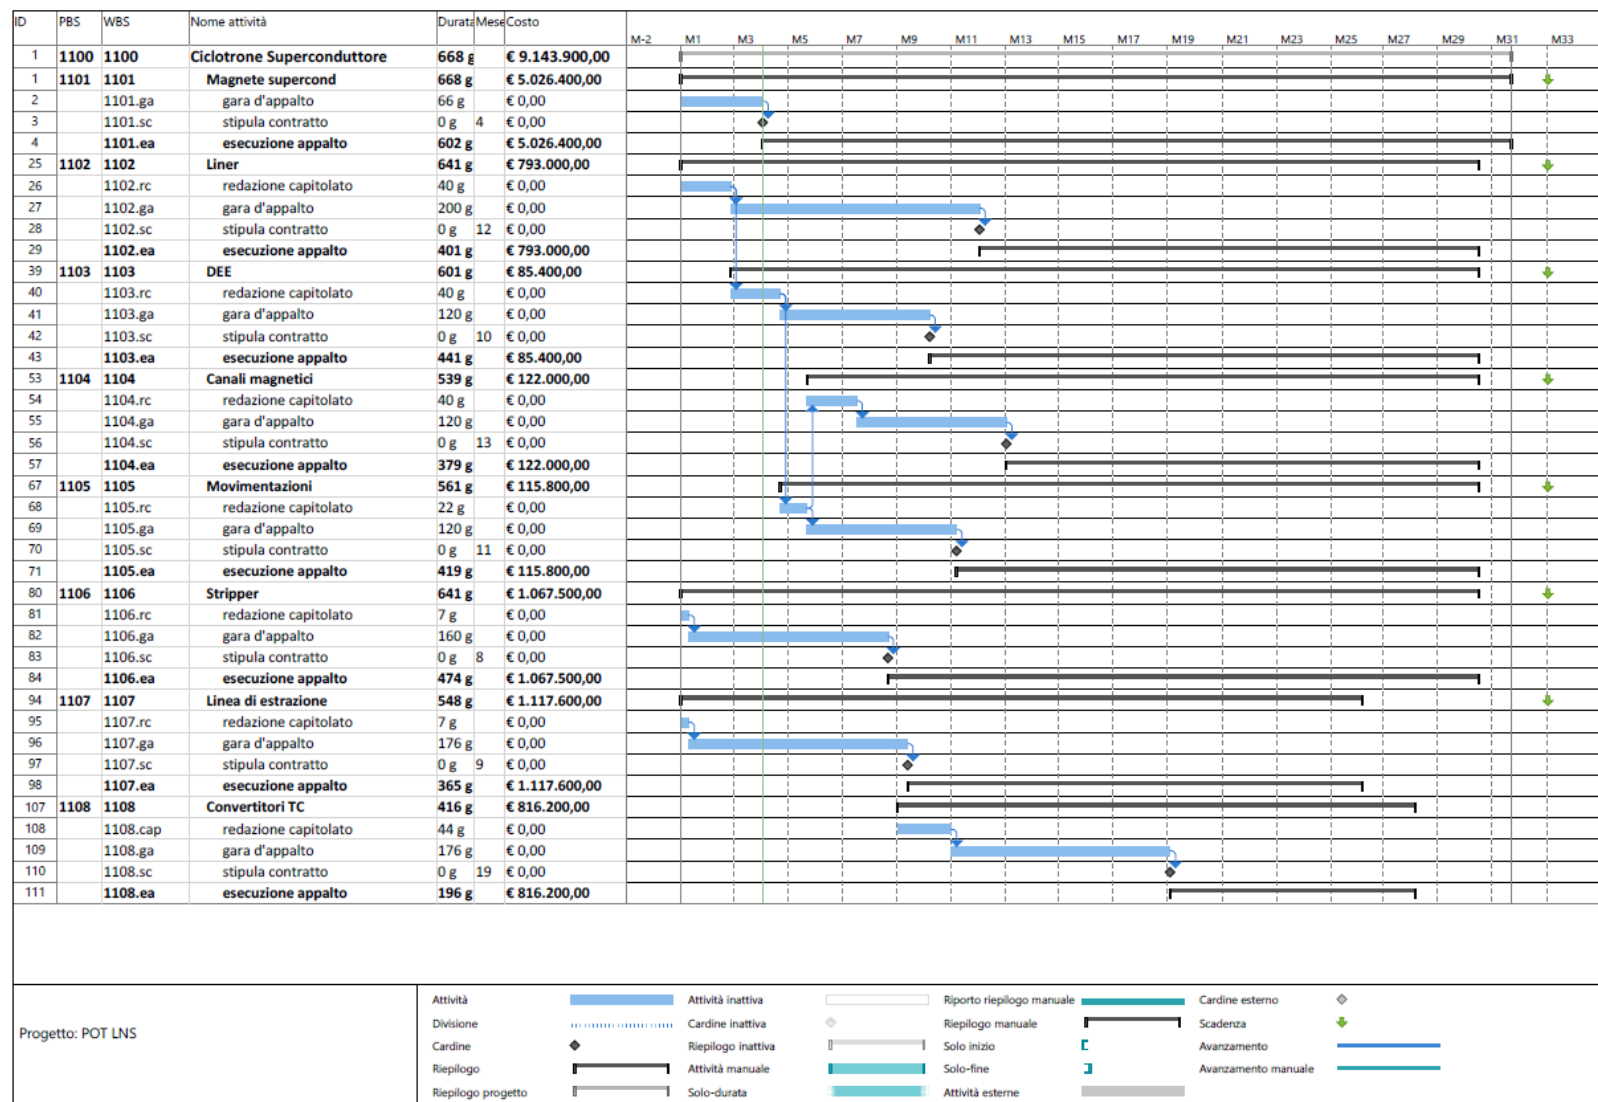 ID PBS WBS Nome attività Durata Mese Costo M-2 M1 M3 M5 M7 M9 M11 M13 M15 M17 M19 M21 M23 M25 M27 M29 M31 M33
1 1100 1100 Ciclotrone Superconduttore 668 g € 9.143.900,00
1 1101 1101 Magnete supercond 668 g € 5.026.400,00
2 1101.ga gara d'appalto 66 g € 0,00
3 1101.sc stipula contratto 0 g 4 € 0,00
4 1101.ea esecuzione appalto 602 g € 5.026.400,00
25 1102 1102 Liner 641 g € 793.000,00
26 1102.rc redazione capitolato 40 g € 0,00
27 1102.ga gara d'appalto 200 g € 0,00
28 1102.sc stipula contratto 0 g 12 € 0,00
29 1102.ea esecuzione appalto 401 g € 793.000,00
39 1103 1103 DEE 601 g € 85.400,00
40 1103.rc redazione capitolato 40 g € 0,00
41 1103.ga gara d'appalto 120 g € 0,00
42 1103.sc stipula contratto 0 g 10 € 0,00
43 1103.ea esecuzione appalto 441 g € 85.400,00
53 1104 1104 Canali magnetici 539 g € 122.000,00
54 1104.rc redazione capitolato 40 g € 0,00
55 1104.ga gara d'appalto 120 g € 0,00
56 1104.sc stipula contratto 0 g 13 € 0,00
57 1104.ea esecuzione appalto 379 g € 122.000,00
67 1105 1105 Movimentazioni 561 g € 115.800,00
68 1105.rc redazione capitolato 22 g € 0,00
69 1105.ga gara d'appalto 120 g € 0,00
70 1105.sc stipula contratto 0 g 11 € 0,00
71 1105.ea esecuzione appalto 419 g € 115.800,00
80 1106 1106 Stripper 641 g € 1.067.500,00
81 1106.rc redazione capitolato 7 g € 0,00
82 1106.ga gara d'appalto 160 g € 0,00
83 1106.sc stipula contratto 0 g 8 € 0,00
84 1106.ea esecuzione appalto 474 g € 1.067.500,00
94 1107 1107 Linea di estrazione 548 g € 1.117.600,00
95 1107.rc redazione capitolato 7 g € 0,00
96 1107.ga gara d'appalto 176 g € 0,00
97 1107.sc stipula contratto 0 g 9 € 0,00
98 1107.ea esecuzione appalto 365 g € 1.117.600,00
107 1108 1108 Convertitori TC 416 g € 816.200,00
108 1108.cap redazione capitolato 44 g € 0,00
109 1108.ga gara d'appalto 176 g € 0,00
110 1108.sc stipula contratto 0 g 19 € 0,00
111 1108.ea esecuzione appalto 196 g € 816.200,00
Progetto: POT LNS
Attività Attività inattiva Riporto riepilogo manuale Cardine esterno
Divisione Cardine inattiva Riepilogo manuale Scadenza
Cardine Riepilogo inattiva Solo inizio Avanzamento
Riepilogo Attività manuale Solo-fine Avanzamento manuale
Riepilogo progetto Solo-durata Attività esterne